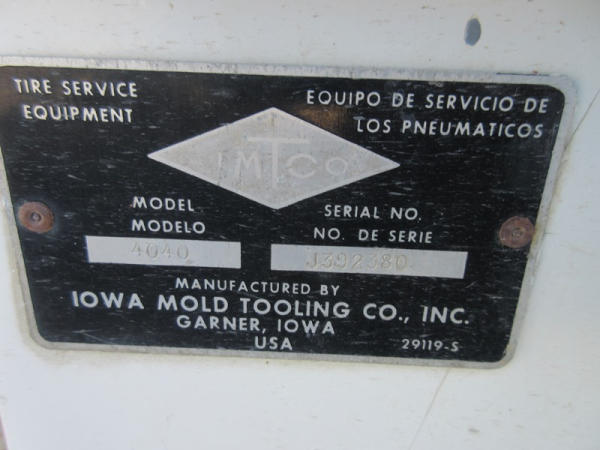 TIRE SERVICE
EQUIPMENT
EQUIPO DE SERVICIO DE
LOS PNEUMATICOS
IMTCO
MODEL
MODELO
4040
SERIAL NO.
NO. DE SERIE
J392380
MANUFACTURED BY
IOWA MOLD TOOLING CO., INC.
GARNER, IOWA
USA
29119-S